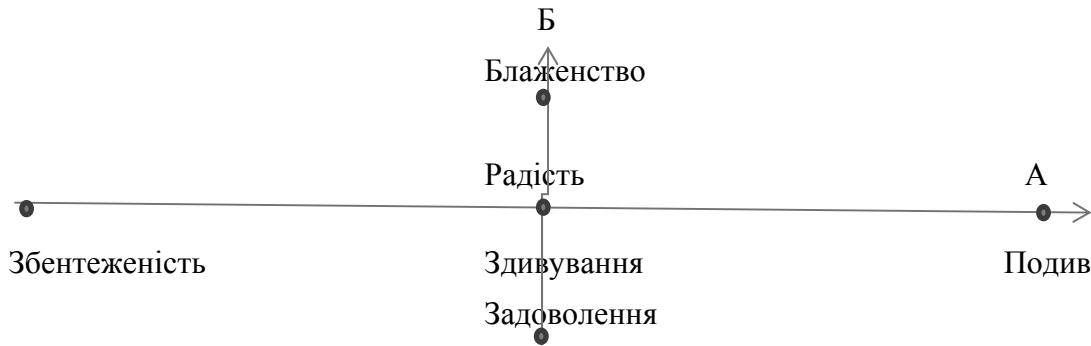 Б
Блаженство
Радість
А
Збентеженість
Здивування
Подив
Задоволення